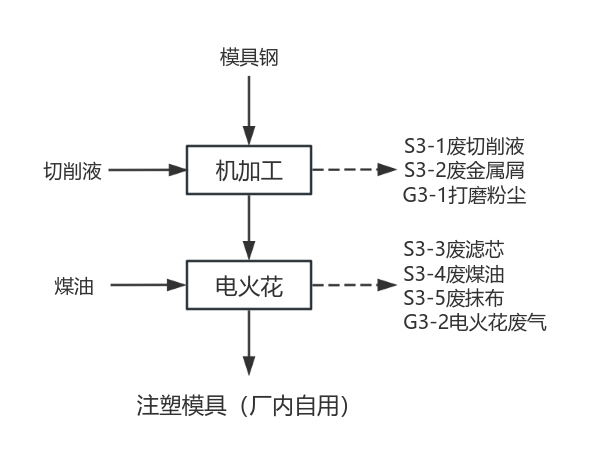 模具钢
切削液
机加工
S3-1废切削液
S3-2废金属屑
G3-1打磨粉尘
煤油
电火花
S3-3废滤芯
S3-4废煤油
S3-5废抹布
G3-2电火花废气
注塑模具（厂内自用）